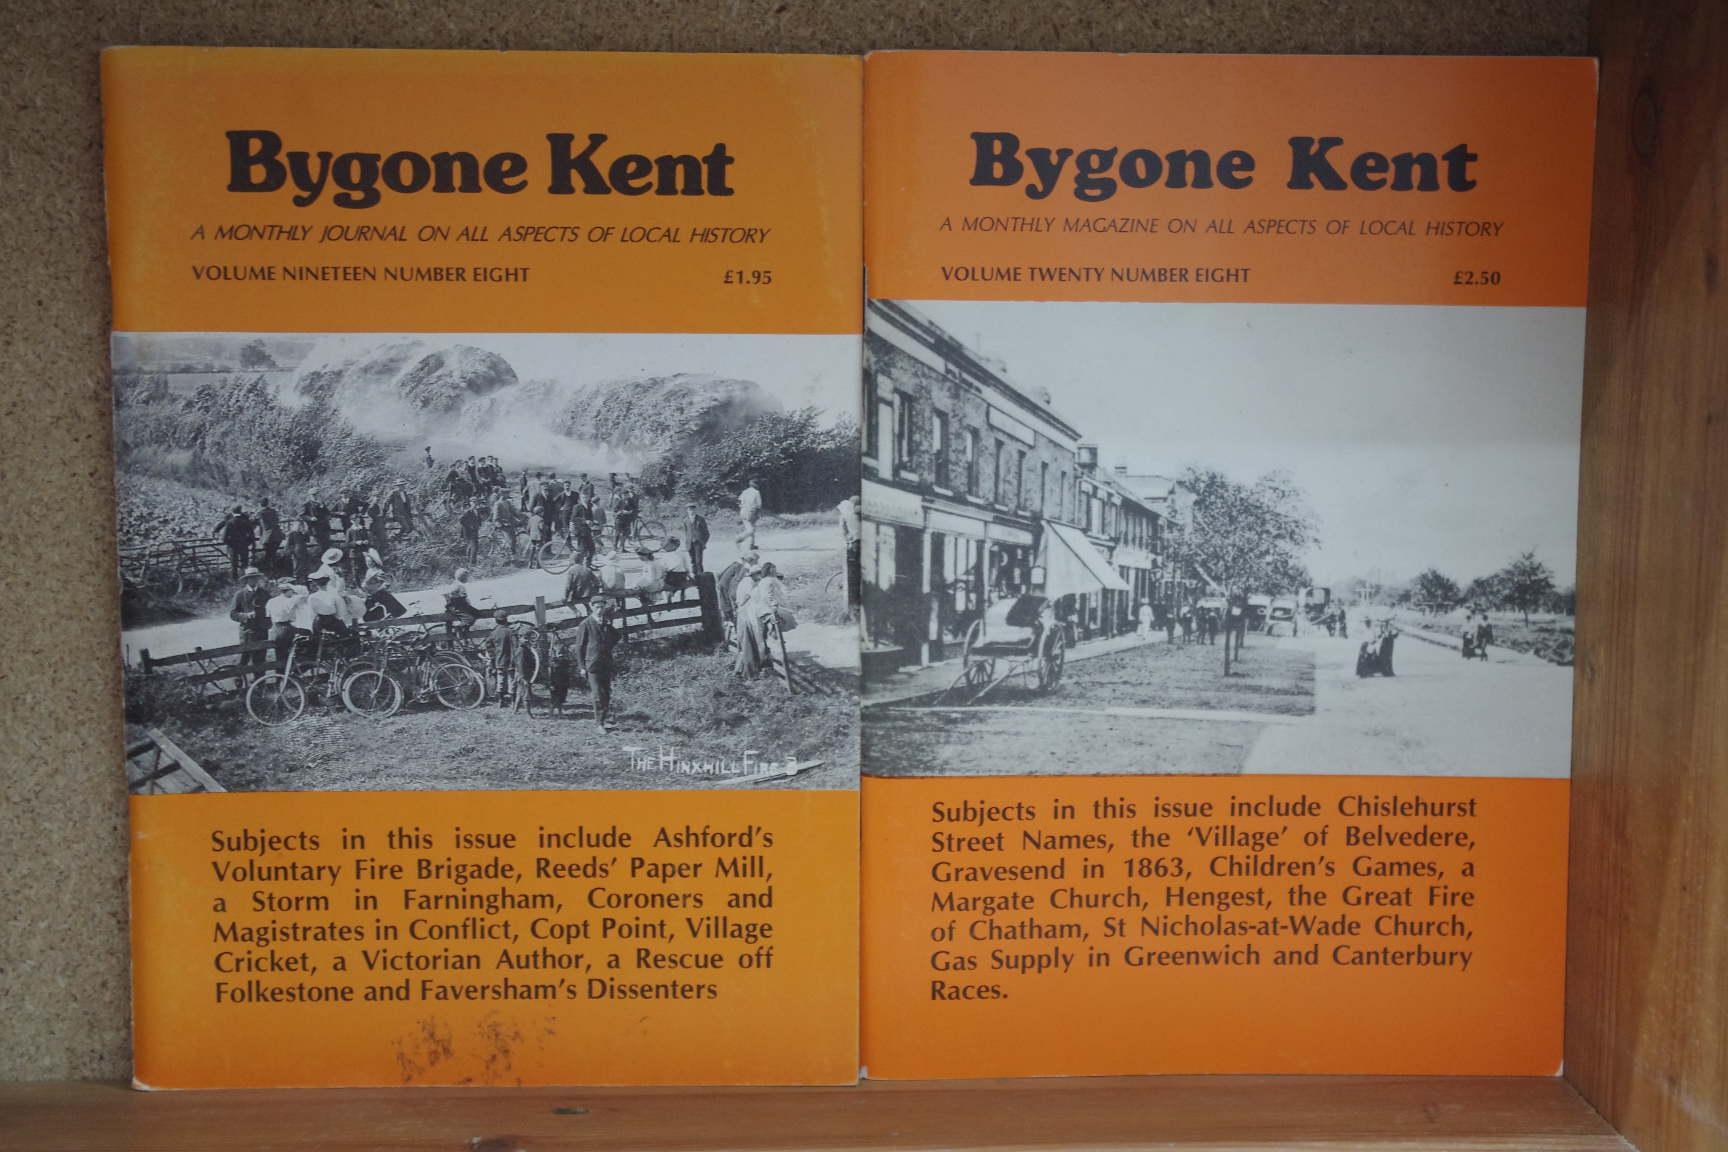 Bygone Kent
A MONTHLY JOURNAL ON ALL ASPECTS OF LOCAL HISTORY
VOLUME NINETEEN NUMBER EIGHT £1.95
THE HINXHILL FIRE
Subjects in this issue include Ashford's
Voluntary Fire Brigade, Reeds' Paper Mill,
a Storm in Farningham, Coroners and
Magistrates in Conflict, Copt Point, Village
Cricket, a Victorian Author, a Rescue off
Folkestone and Faversham's Dissenters
Bygone Kent
A MONTHLY MAGAZINE ON ALL ASPECTS OF LOCAL HISTORY
VOLUME TWENTY NUMBER EIGHT £2.50
Subjects in this issue include Chislehurst
Street Names, the 'Village' of Belvedere,
Gravesend in 1863, Children's Games, a
Margate Church, Hengest, the Great Fire
of Chatham, St Nicholas-at-Wade Church,
Gas Supply in Greenwich and Canterbury
Races.